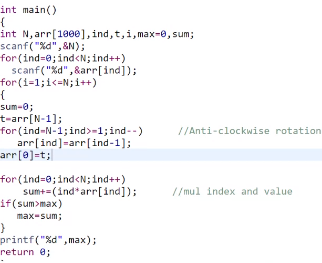 int main()
{
int N,arr[1000],ind,t,i,max=0,sum;
scanf("%d",&N);
for(ind=0;ind<N;ind++)
scanf("%d",&arr[ind]);
for(i=1;i<=N;i++)
{
sum=0;
t=arr[N-1];
for(ind=N-1;ind>=1;ind--) //Anti-clockwise rotation
arr[ind]=arr[ind-1];
arr[0]=t;
for(ind=0;ind<N;ind++)
sum+=(ind*arr[ind]); //mul index and value
if(sum>max)
max=sum;
}
printf("%d",max);
return 0;